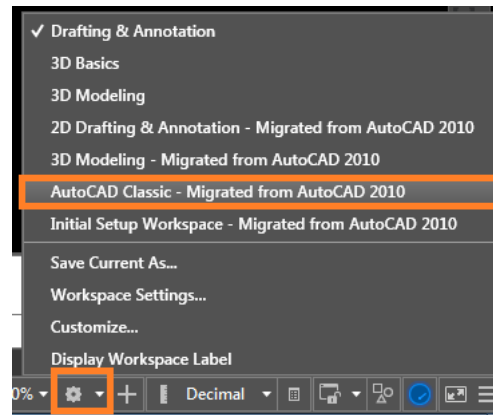 ✓ Drafting & Annotation
3D Basics
3D Modeling
2D Drafting & Annotation - Migrated from AutoCAD 2010
3D Modeling - Migrated from AutoCAD 2010
AutoCAD Classic - Migrated from AutoCAD 2010
Initial Setup Workspace - Migrated from AutoCAD 2010
Save Current As...
Workspace Settings...
Customize...
Display Workspace Label
0% Decimal